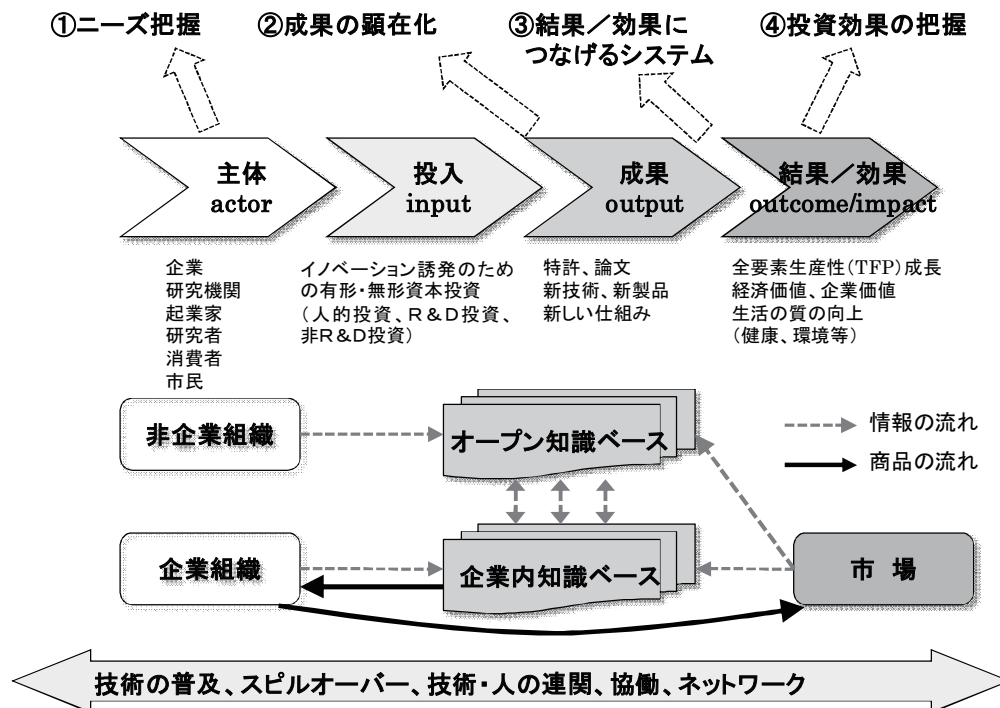 ①ニーズ把握
②成果の顕在化
③結果／効果に
つなげるシステム
④投資効果の把握
主体
actor
投入
input
成果
output
結果／効果
outcome/impact
企業
研究機関
起業家
研究者
消費者
市民
イノベーション誘発のため
の有形・無形資本投資
（人的投資、Ｒ＆Ｄ投資、
非Ｒ＆Ｄ投資）
特許、論文
新技術、新製品
新しい仕組み
全要素生産性(TFP)成長
経済価値、企業価値
生活の質の向上
(健康、環境等)
非企業組織
オープン知識ベース
情報の流れ
商品の流れ
企業組織
企業内知識ベース
市 場
技術の普及、スピルオーバー、技術・人の連関、協働、ネットワーク